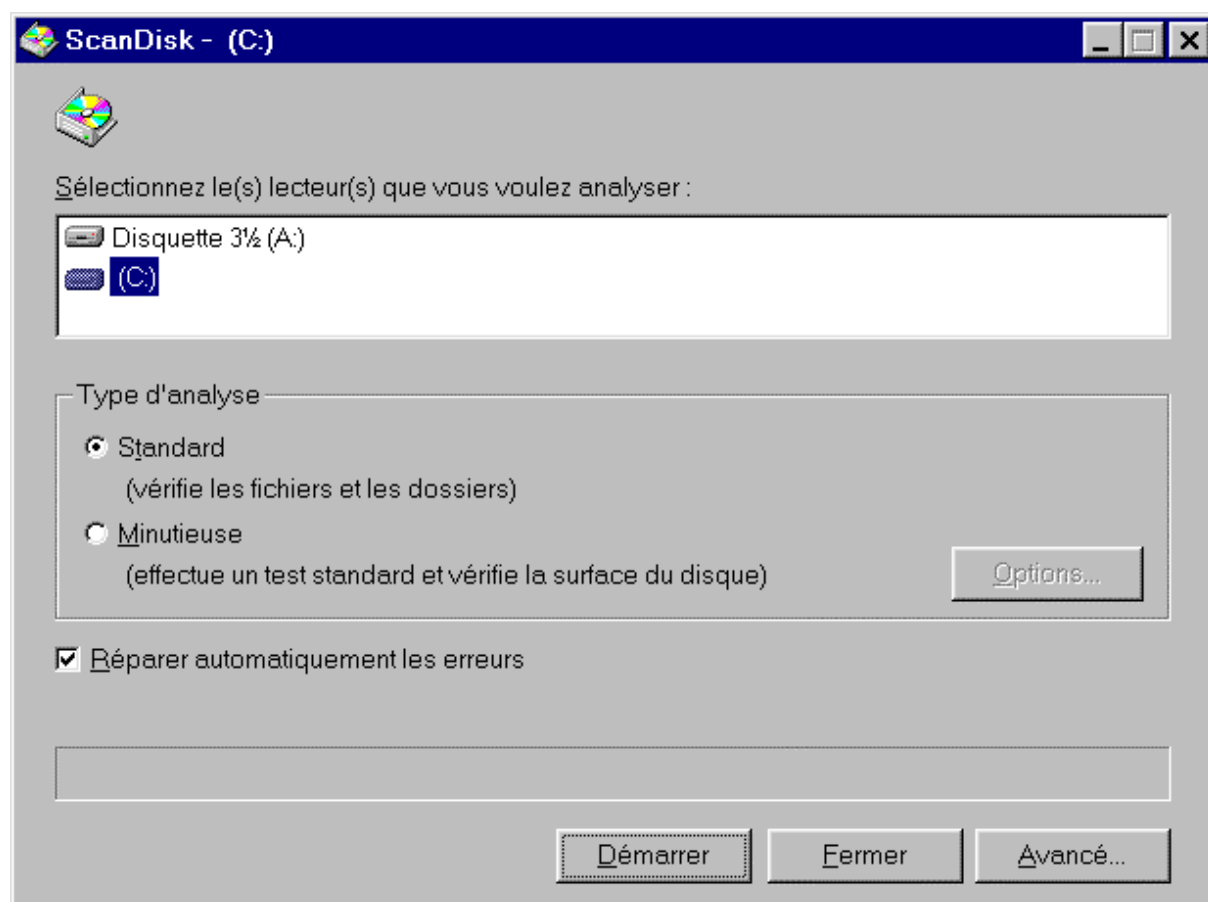 ScanDisk - (C:)
Sélectionnez le(s) lecteur(s) que vous voulez analyser :
Disquette 3½ (A:)
(C:)
Type d'analyse
Standard
(vérifie les fichiers et les dossiers)
Minutieuse
(effectue un test standard et vérifie la surface du disque)
Options...
Réparer automatiquement les erreurs
Démarrer
Fermer
Avancé...